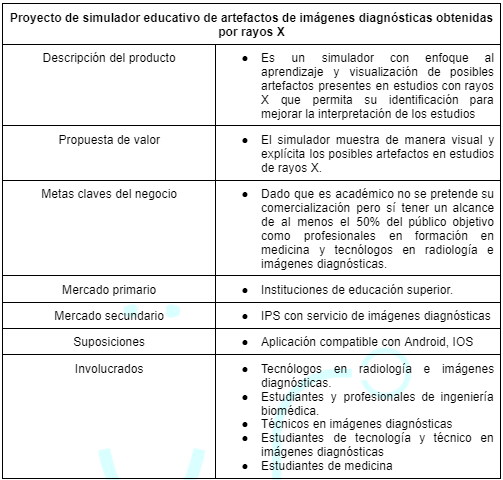 Proyecto de simulador educativo de artefactos de imágenes diagnósticas obtenidas
por rayos X
Descripción del producto
● Es un simulador con enfoque al
aprendizaje y visualización de posibles
artefactos presentes en estudios con rayos
X que permita su identificación para
mejorar la interpretación de los estudios
Propuesta de valor
● El simulador muestra de manera visual y
explícita los posibles artefactos en estudios
de rayos X.
Metas claves del negocio
● Dado que es académico no se pretende su
comercialización pero sí tener un alcance
de al menos el 50% del público objetivo
como profesionales en formación en
medicina y tecnólogos en radiología e
imágenes diagnósticas.
Mercado primario
● Instituciones de educación superior.
Mercado secundario
● IPS con servicio de imágenes diagnósticas
Suposiciones
● Aplicación compatible con Android, IOS
Involucrados
● Tecnólogos en radiología e imágenes
diagnósticas.
● Estudiantes y profesionales de ingeniería
biomédica.
● Técnicos en imágenes diagnósticas
● Estudiantes de tecnología y técnico en
imágenes diagnósticas
● Estudiantes de medicina